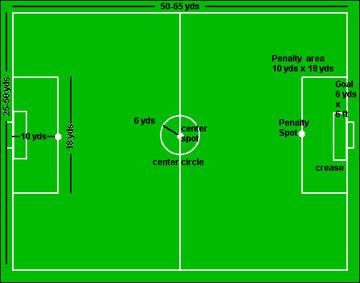 50-65 yds
Penalty area
10 yds x 18 yds
25-50 yds
Goal
6 yds
x
6 ft
6 yds
center
spot
Penalty
Spot
10 yds
18 yds
center circle
crease